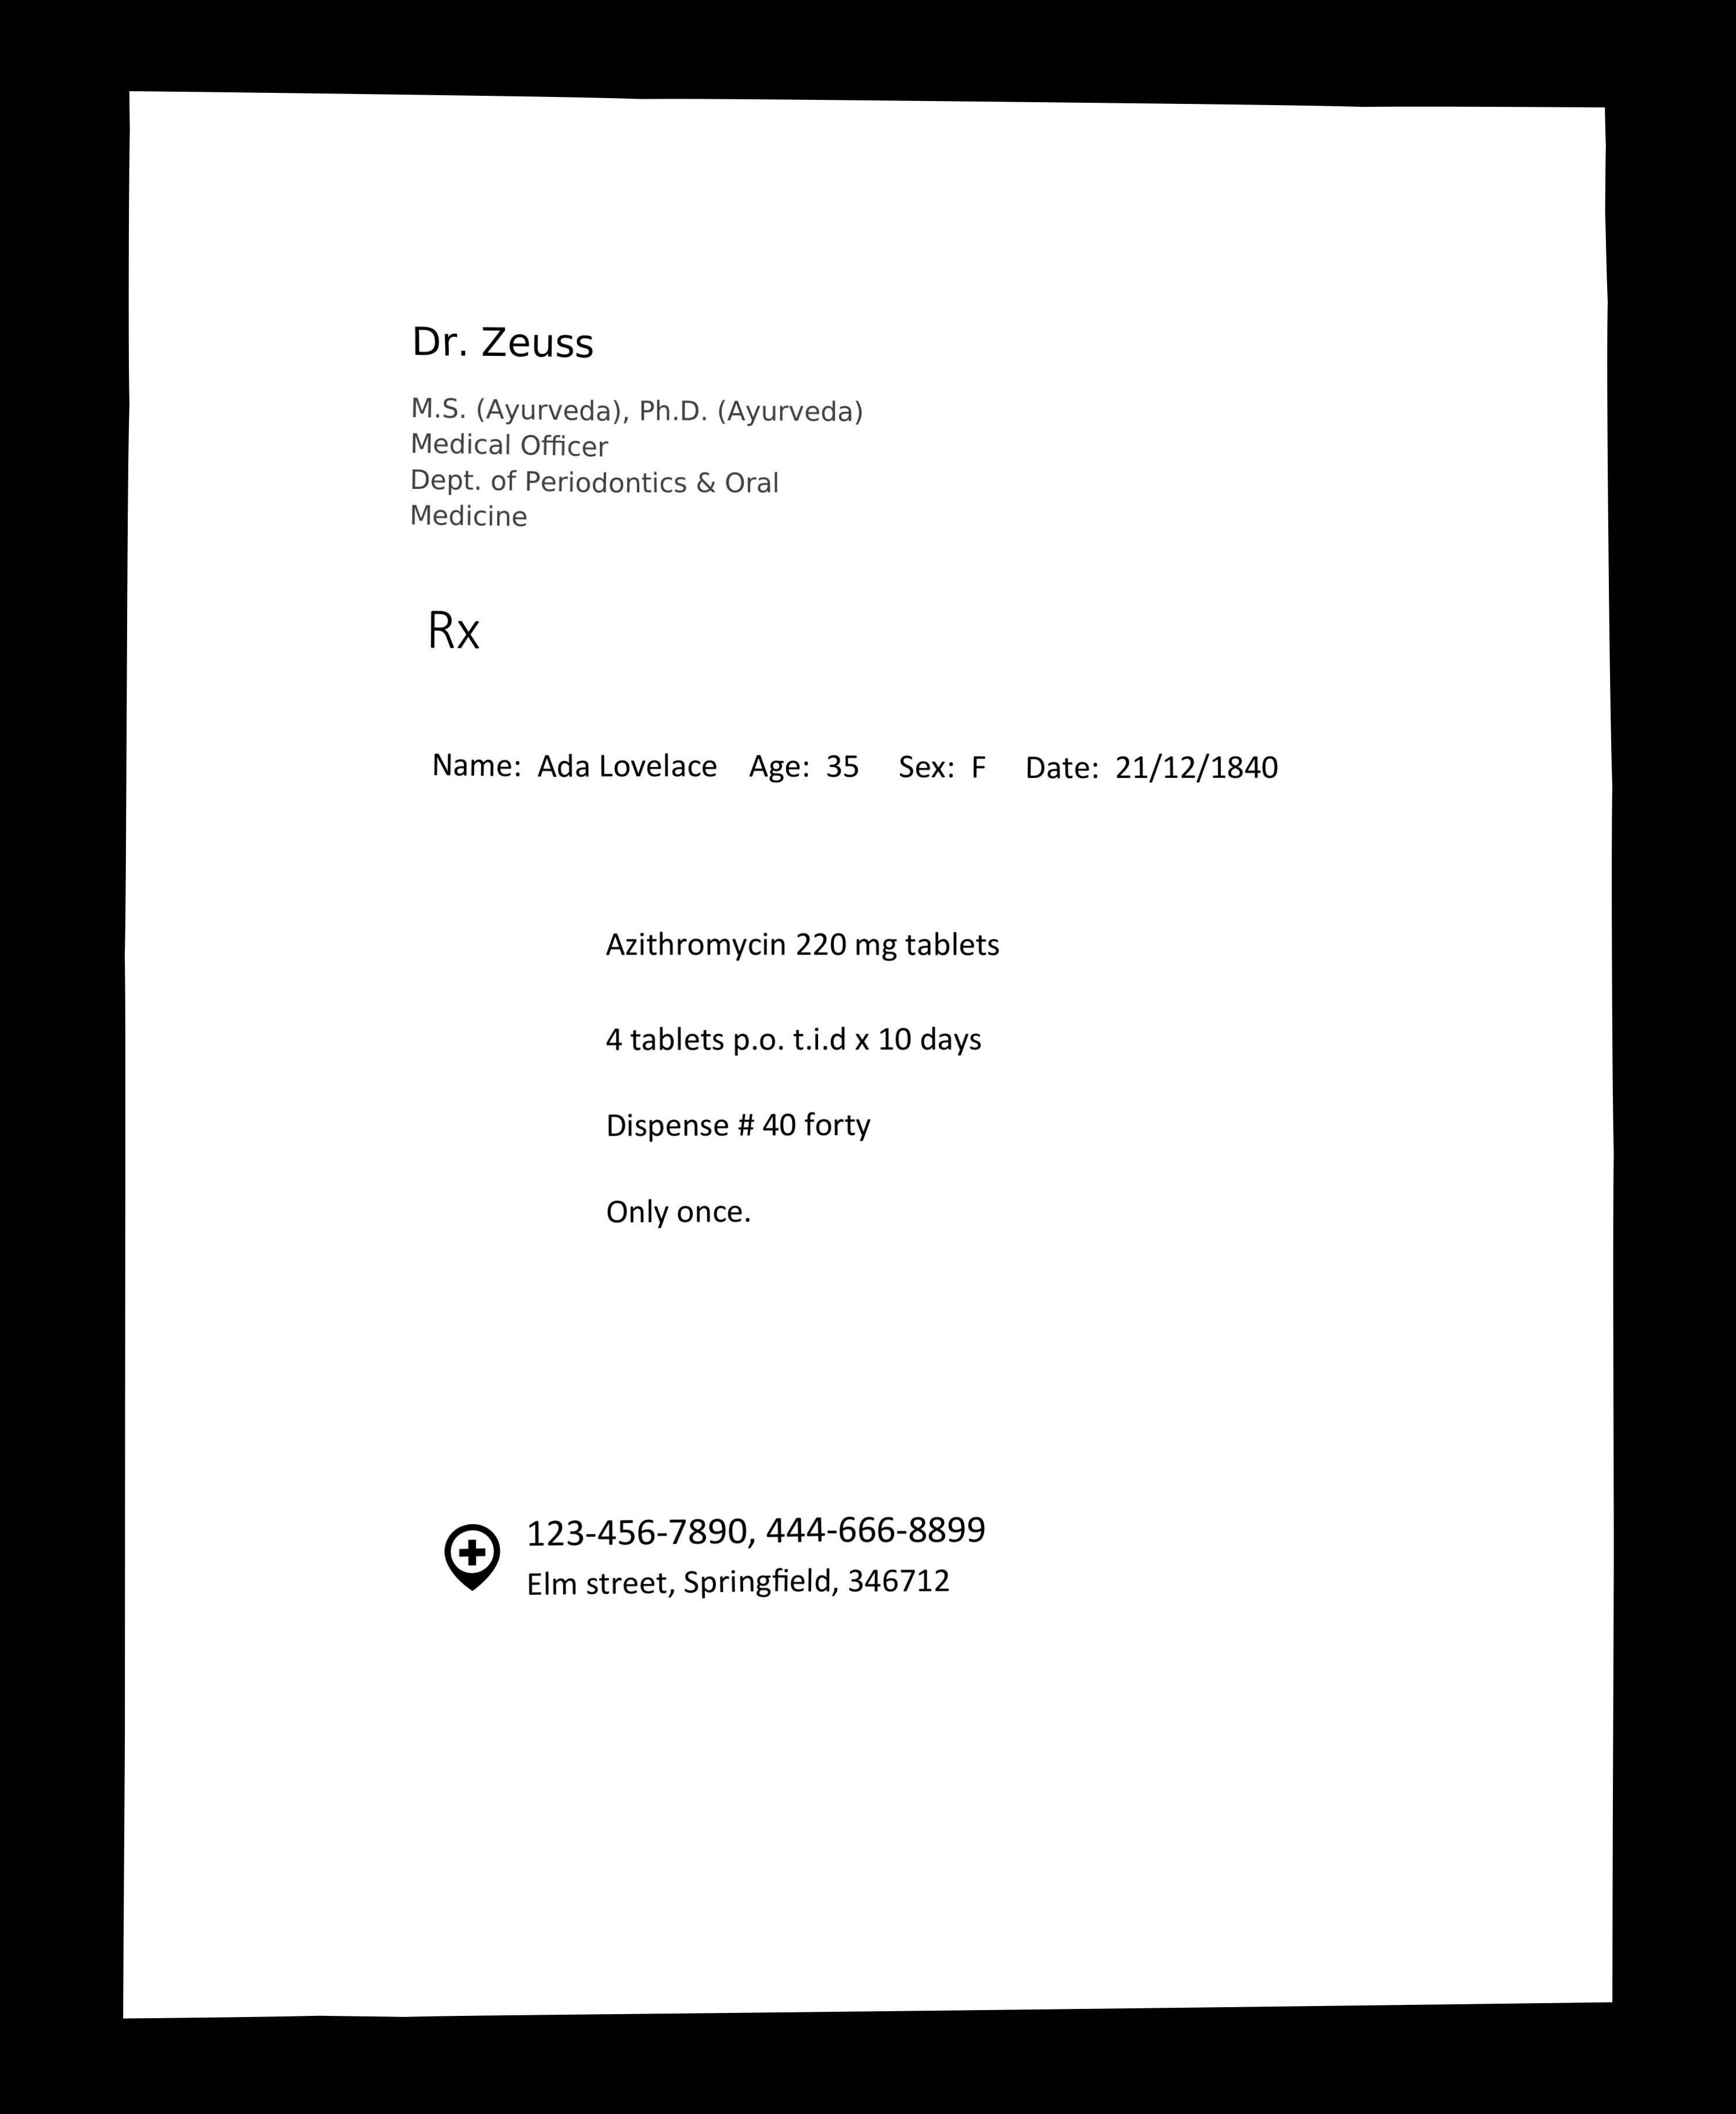 Dr. Zeuss
M.S. (Ayurveda), Ph.D. (Ayurveda)
Medical Officer
Dept. of Periodontics & Oral
Medicine
Rx
Name: Ada Lovelace Age: 35 Sex: F Date: 21/12/1840
Azithromycin 220 mg tablets
4 tablets p.o. t.i.d x 10 days
Dispense # 40 forty
Only once.
123-456-7890, 444-666-8899
Elm street, Springfield, 346712